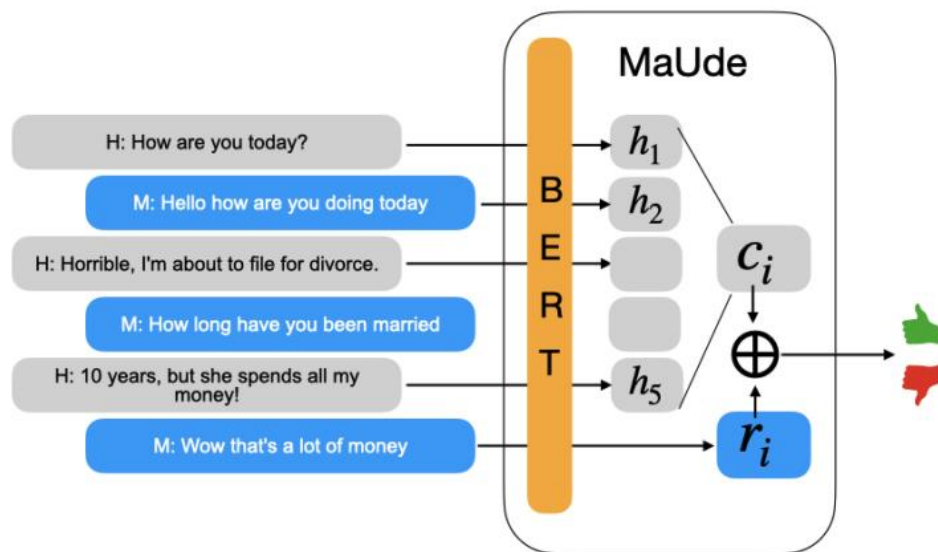 MaUde
H: How are you today?
M: Hello how are you doing today
H: Horrible, I'm about to file for divorce.
M: How long have you been married
H: 10 years, but she spends all my
money!
M: Wow that's a lot of money
B
E
R
T
h₁
h₂
h₅
cᵢ
rᵢ